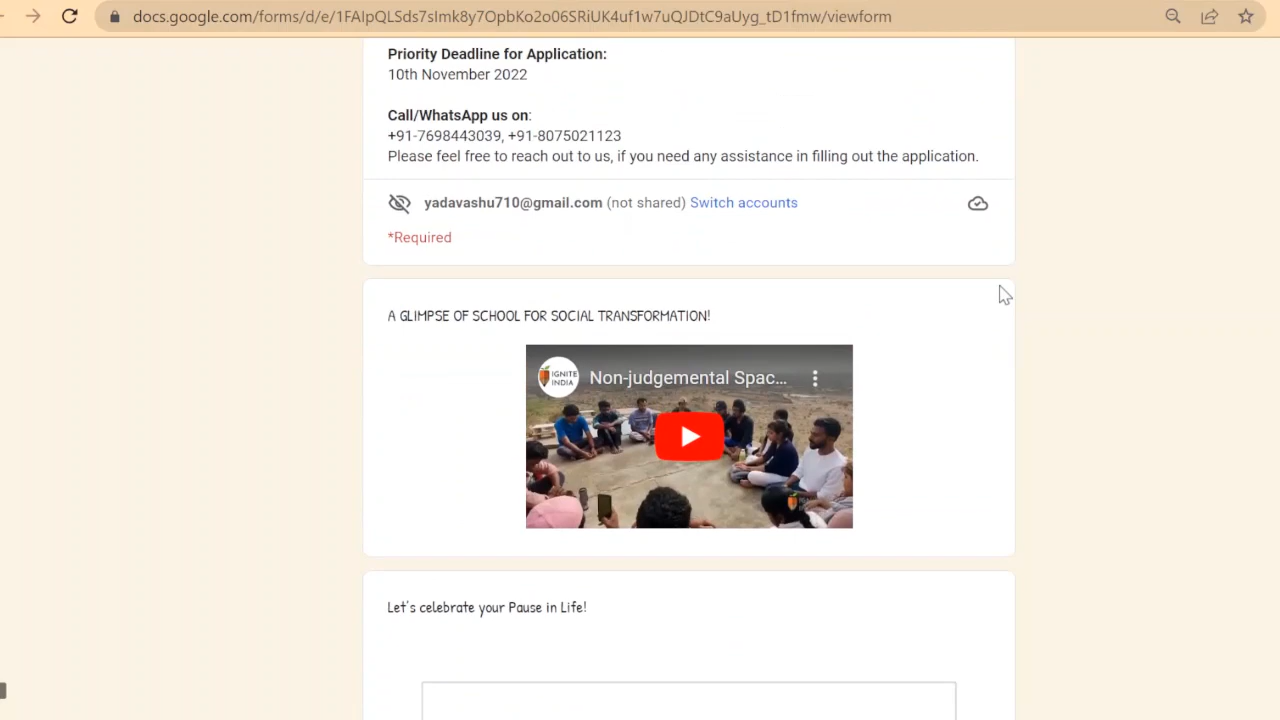 docs.google.com/forms/d/e/1FAIpQLSds7sImk8y7OpbKo2o06SRiUK4uf1w7uQJDtC9aUyg_tD1fmw/viewform
Priority Deadline for Application:
10th November 2022
Call/WhatsApp us on:
+91-7698443039, +91-8075021123
Please feel free to reach out to us, if you need any assistance in filling out the application.
yadavashu710@gmail.com (not shared) Switch accounts
*Required
A GLIMPSE OF SCHOOL FOR SOCIAL TRANSFORMATION!
IGNITE
INDIA
Non-judgemental Spac...
Let's celebrate your Pause in Life!